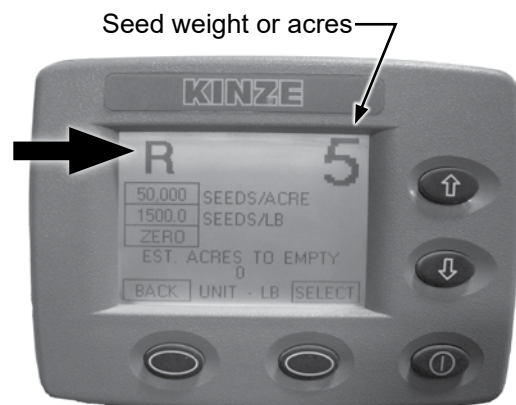 Seed weight or acres
KINZE
R 5
50,000 SEEDS/ACRE
1500.0 SEEDS/LB
ZERO
EST. ACRES TO EMPTY
0
BACK UNIT - LB SELECT